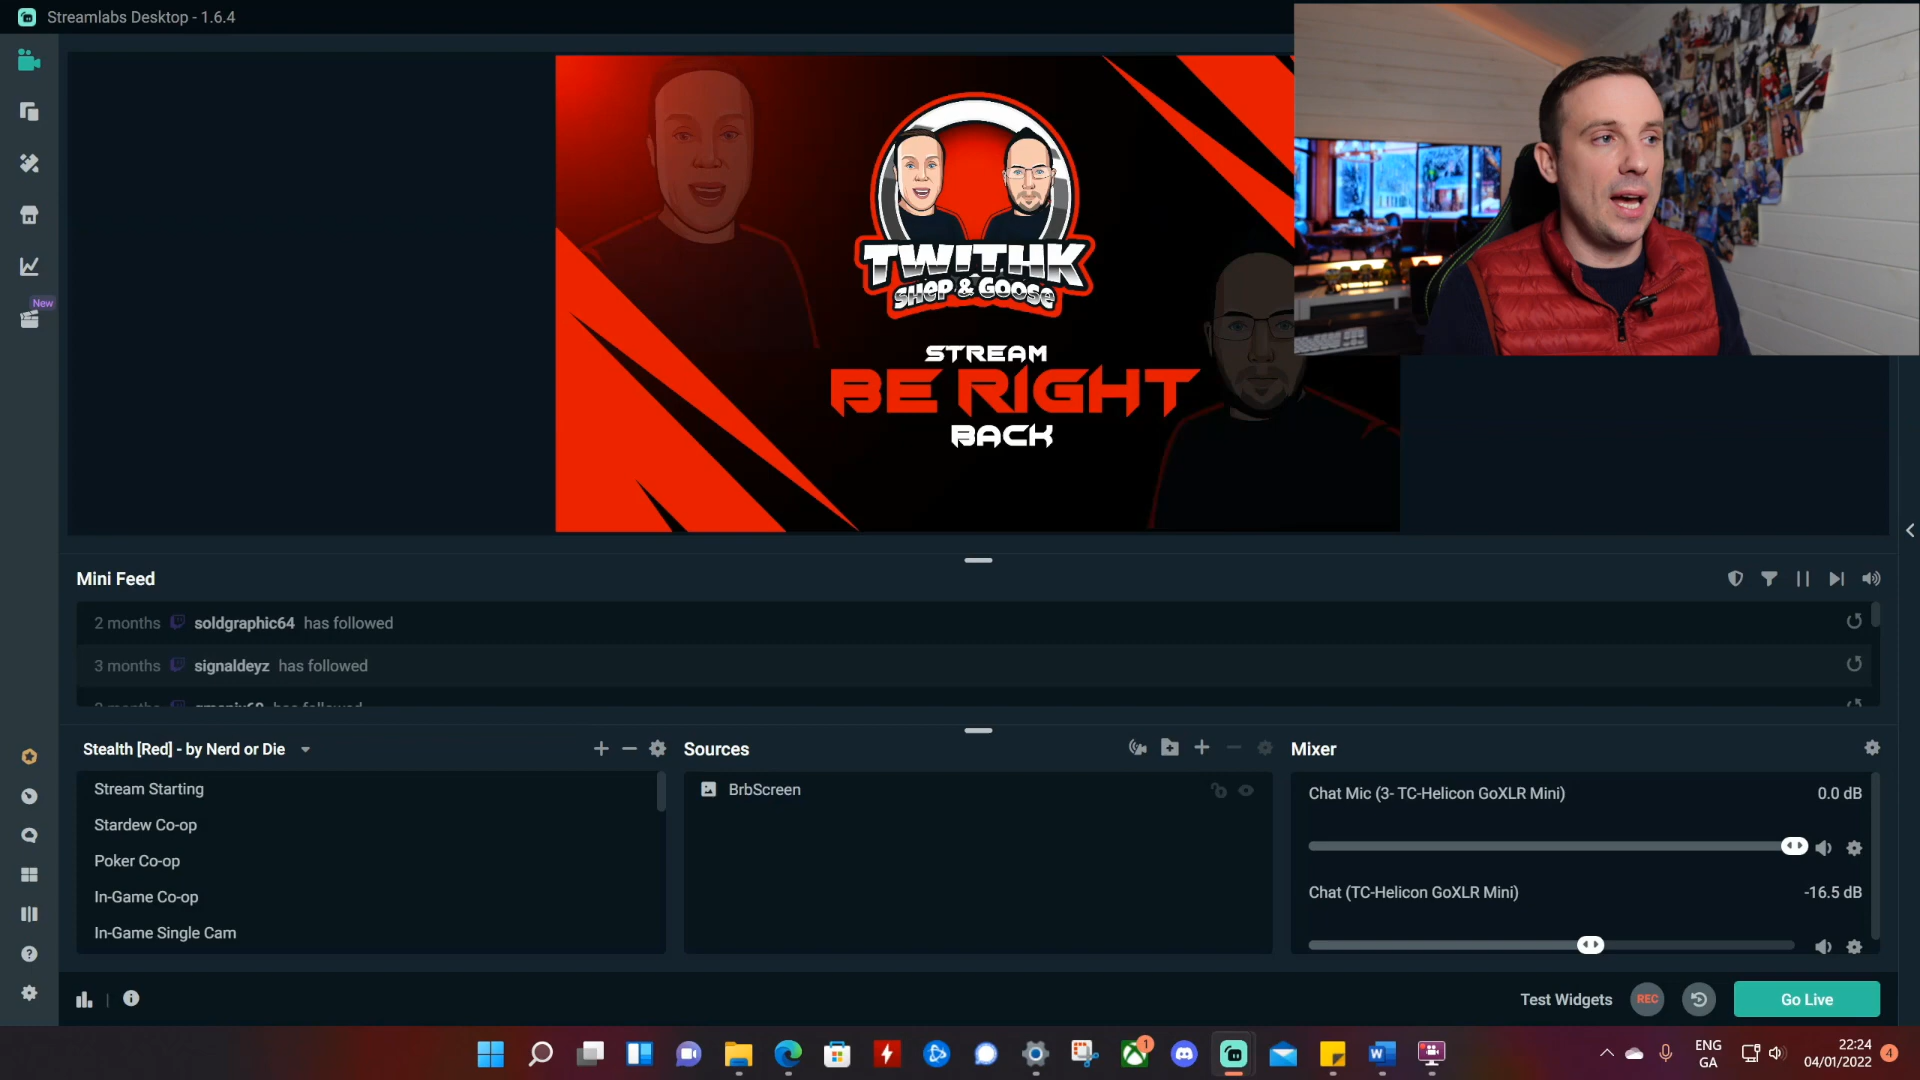 Streamlabs Desktop - 1.6.4
TWITHK
SHEP & GOOSE
STREAM
BE RIGHT
BACK
New
Mini Feed
2 months soldgraphic64 has followed
3 months signaldeyz has followed
Stealth [Red] - by Nerd or Die
Stream Starting
Stardew Co-op
Poker Co-op
In-Game Co-op
In-Game Single Cam
Sources
BrbScreen
Mixer
Chat Mic (3- TC-Helicon GoXLR Mini) 0.0 dB
Chat (TC-Helicon GoXLR Mini) -16.5 dB
Test Widgets
REC
Go Live
1
ENG
GA
22:24
04/01/2022
4